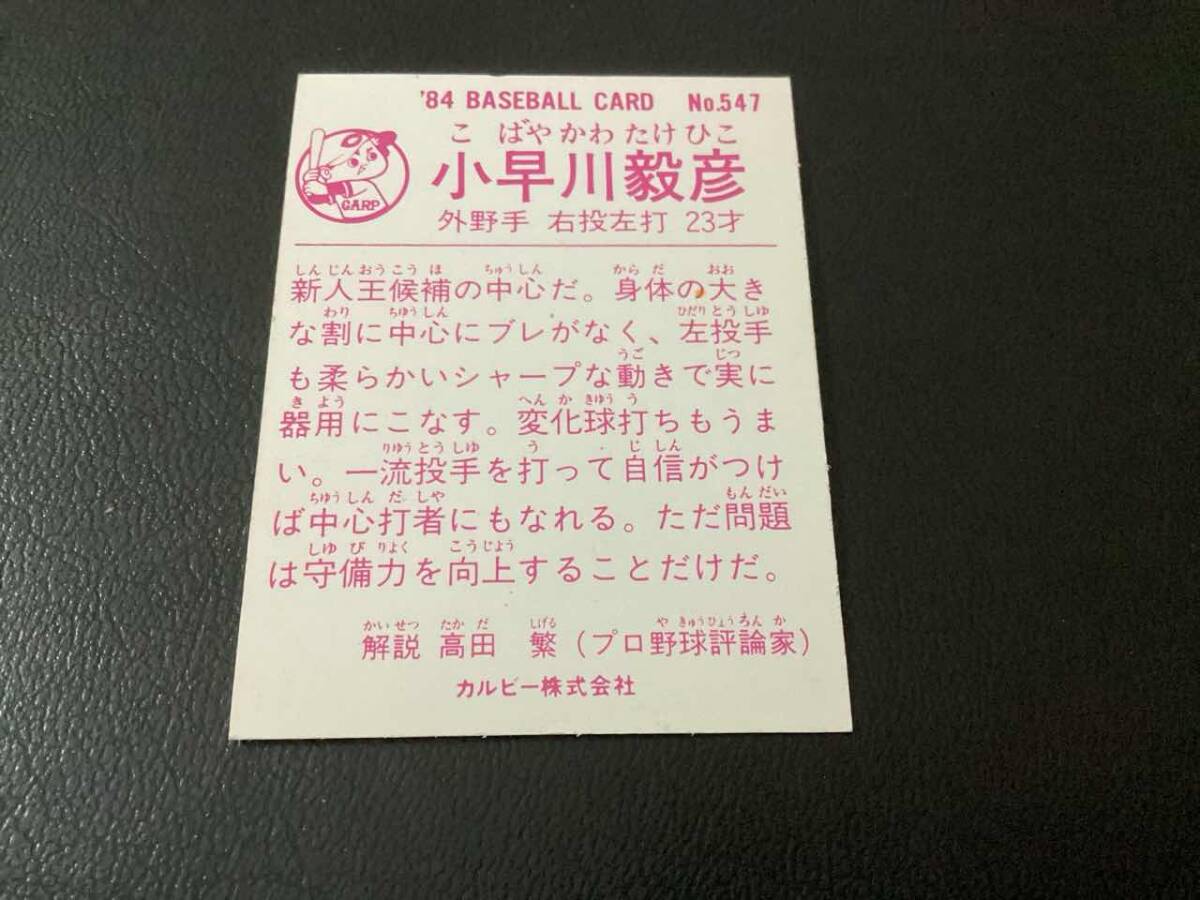 '84 BASEBALL CARD No.547
こ ばや かわ たけ ひこ
小早川毅彦
CARP
外野手 右投左打 23才
しん じん おう こう ほ ちゅう しん から だ おお
新人王候補の中心だ。身体の大き
わり ちゆう しん ひだり とう しゆ
な割に中心にブレがなく、左投手
うご じつ
も柔らかいシャープな動きで実に
き よう へん か きゆう う
器用にこなす。変化球打ちもうま
りゆう とう しゆ う じ しん
い。一流投手を打って自信がつけ
ちゆう しん だ しや もん だい
ば中心打者にもなれる。ただ問題
しゆ び りよく こう じよう
は守備力を向上することだけだ。
かい せつ たか だ しげる や きゅう ひょう ろん か
解説 高田 繁(プロ野球評論家)
カルビー株式会社